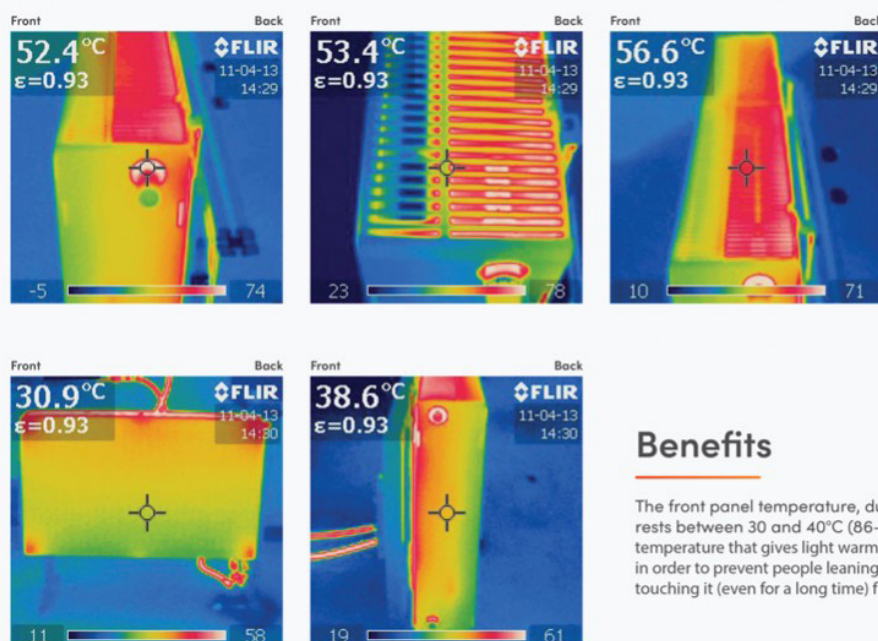 Front Back
52.4°C FLIR
ε=0.93 11-04-13
14:29
-5 74
Front Back
53.4°C FLIR
ε=0.93 11-04-13
14:29
23 78
Front Back
56.6°C FLIR
ε=0.93 11-04-13
14:29
10 71
Front Back
30.9°C FLIR
ε=0.93 11-04-13
14:30
11 58
Front Back
38.6°C FLIR
ε=0.93 11-04-13
14:30
19 61
Benefits
The front panel temperature, du
rests between 30 and 40°C (86-
temperature that gives light warm
in order to prevent people leaning
touching it (even for a long time) f